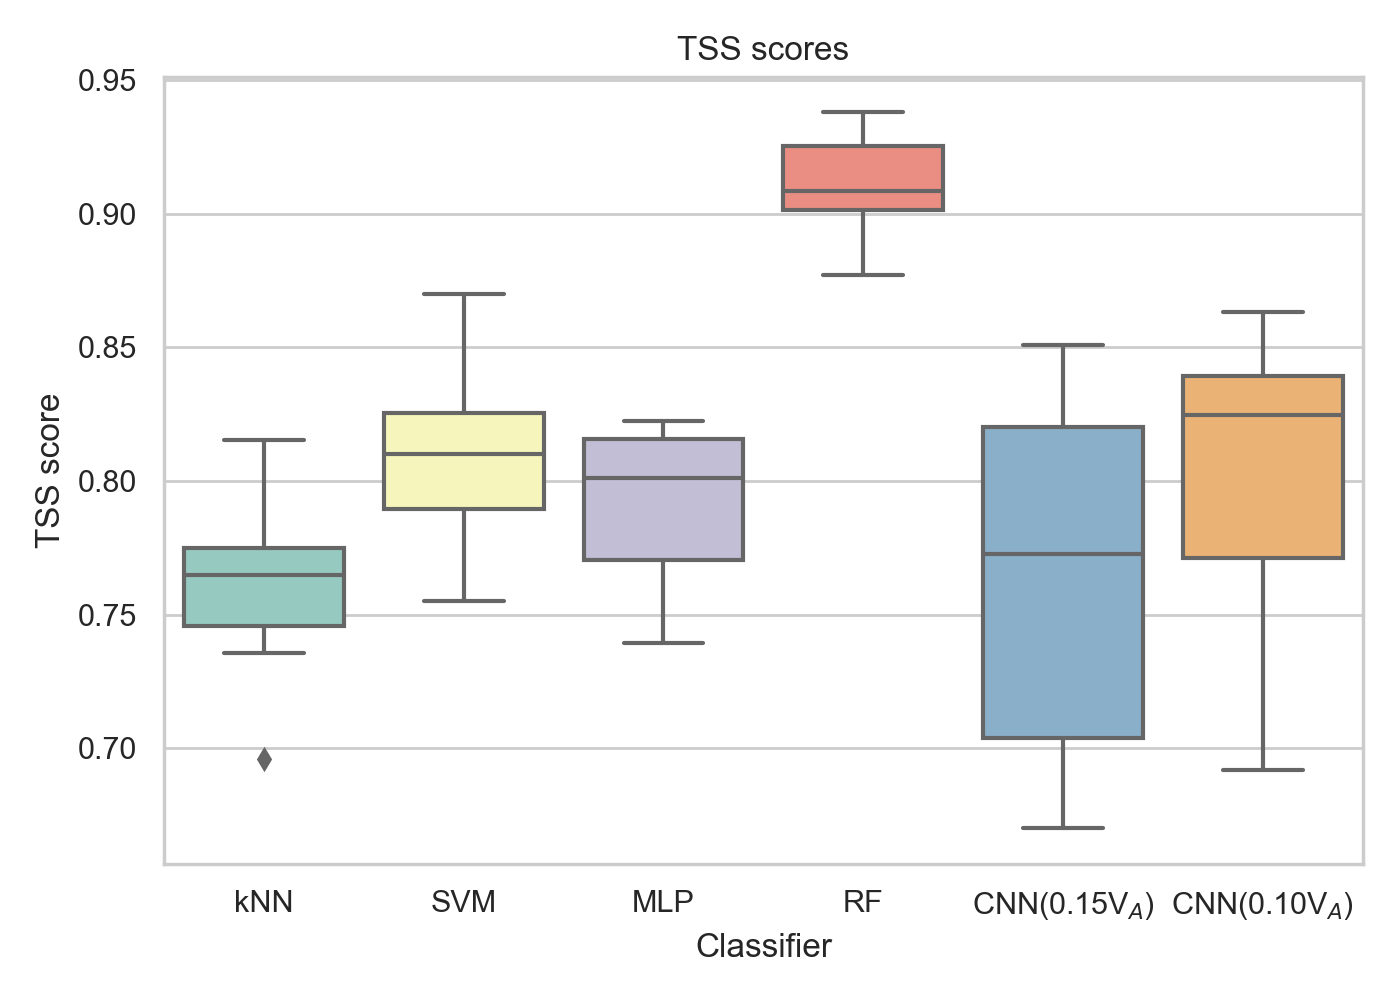 TSS scores
0.95
0.90
0.85
0.80
0.75
0.70
TSS score
kNN SVM MLP RF CNN(0.15V_A) CNN(0.10V_A)
Classifier